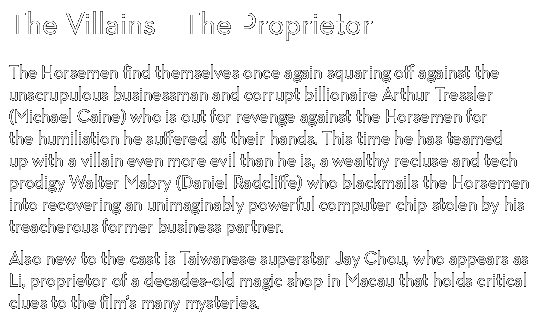 The Villains The Proprietor
The Horsemen find themselves once again squaring off against the
unscrupulous businessman and corrupt billionaire Arthur Tressler
(Michael Caine) who is out for revenge against the Horsemen for
the humiliation he suffered at their hands. This time he has teamed
up with a villain even more evil than he is, a wealthy recluse and tech
prodigy Walter Mabry (Daniel Radcliffe) who blackmails the Horsemen
into recovering an unimaginably powerful computer chip stolen by his
treacherous former business partner.
Also new to the cast is Taiwanese superstar Jay Chou, who appears as
Li, proprietor of a decades-old magic shop in Macau that holds critical
clues to the film's many mysteries.